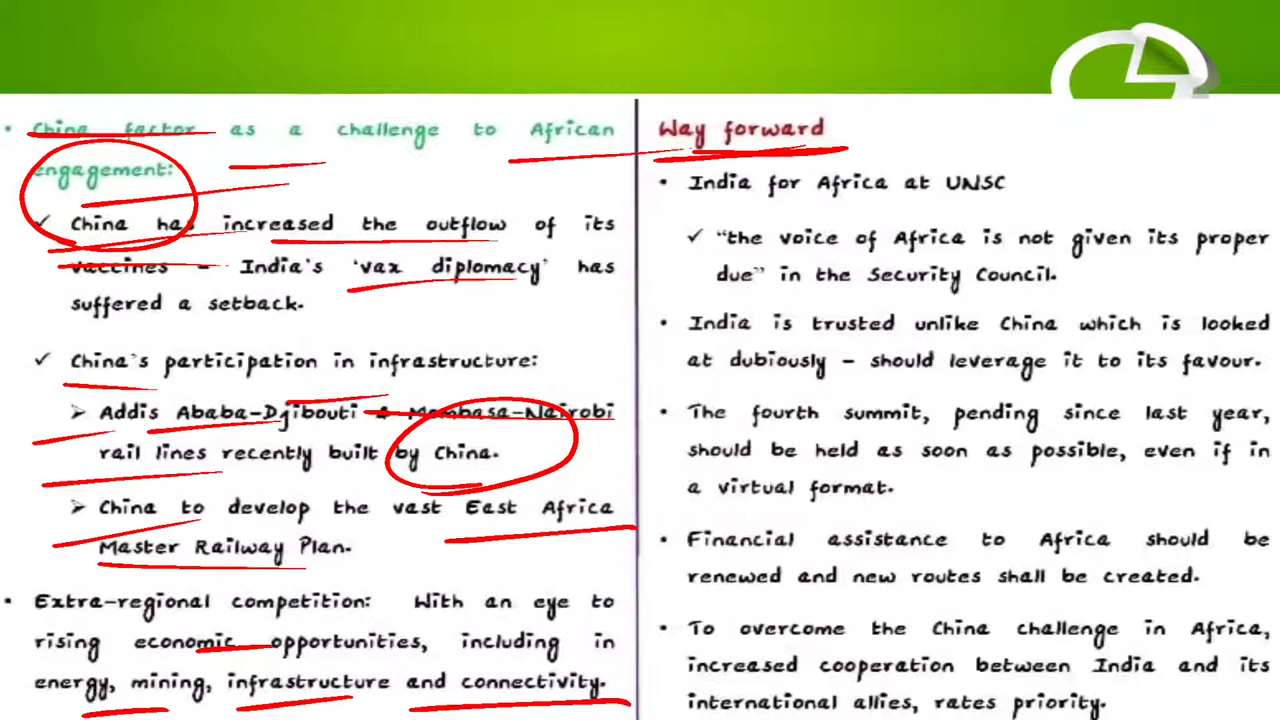 • China factor as a challenge to African
engagement:
✓ China has increased the outflow of its
vaccines – India's 'vax diplomacy' has
suffered a setback.
✓ China's participation in infrastructure:
➢ Addis Ababa-Djibouti & Mombasa-Nairobi
rail lines recently built by China.
➢ China to develop the vast East Africa
Master Railway Plan.
• Extra-regional competition: With an eye to
rising economic opportunities, including in
energy, mining, infrastructure and connectivity.
Way forward
• India for Africa at UNSC
✓ "the voice of Africa is not given its proper
due" in the Security Council.
• India is trusted unlike China which is looked
at dubiously – should leverage it to its favour.
• The fourth summit, pending since last year,
should be held as soon as possible, even if in
a virtual format.
• Financial assistance to Africa should be
renewed and new routes shall be created.
• To overcome the China challenge in Africa,
increased cooperation between India and its
international allies, rates priority.